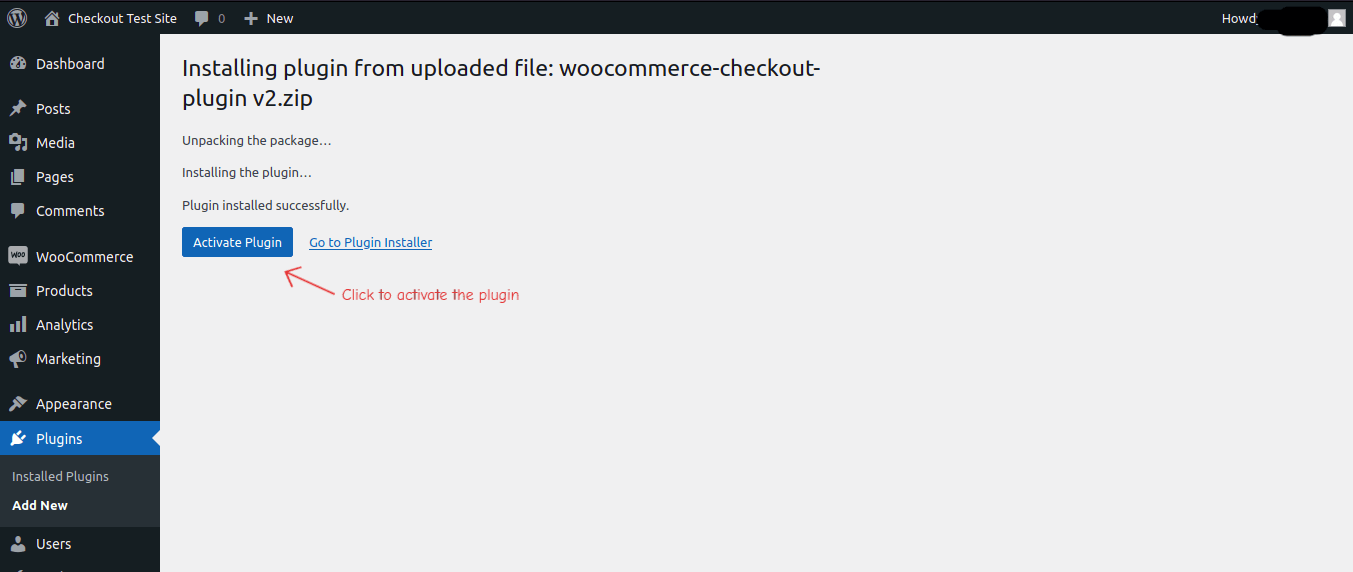 Checkout Test Site
0
New
Howdy
Dashboard
Posts
Media
Pages
Comments
WOO
WooCommerce
Products
Analytics
Marketing
Appearance
Plugins
Installed Plugins
Add New
Users
Installing plugin from uploaded file: woocommerce-checkout-
plugin v2.zip
Unpacking the package…
Installing the plugin…
Plugin installed successfully.
Activate Plugin
Go to Plugin Installer
Click to activate the plugin